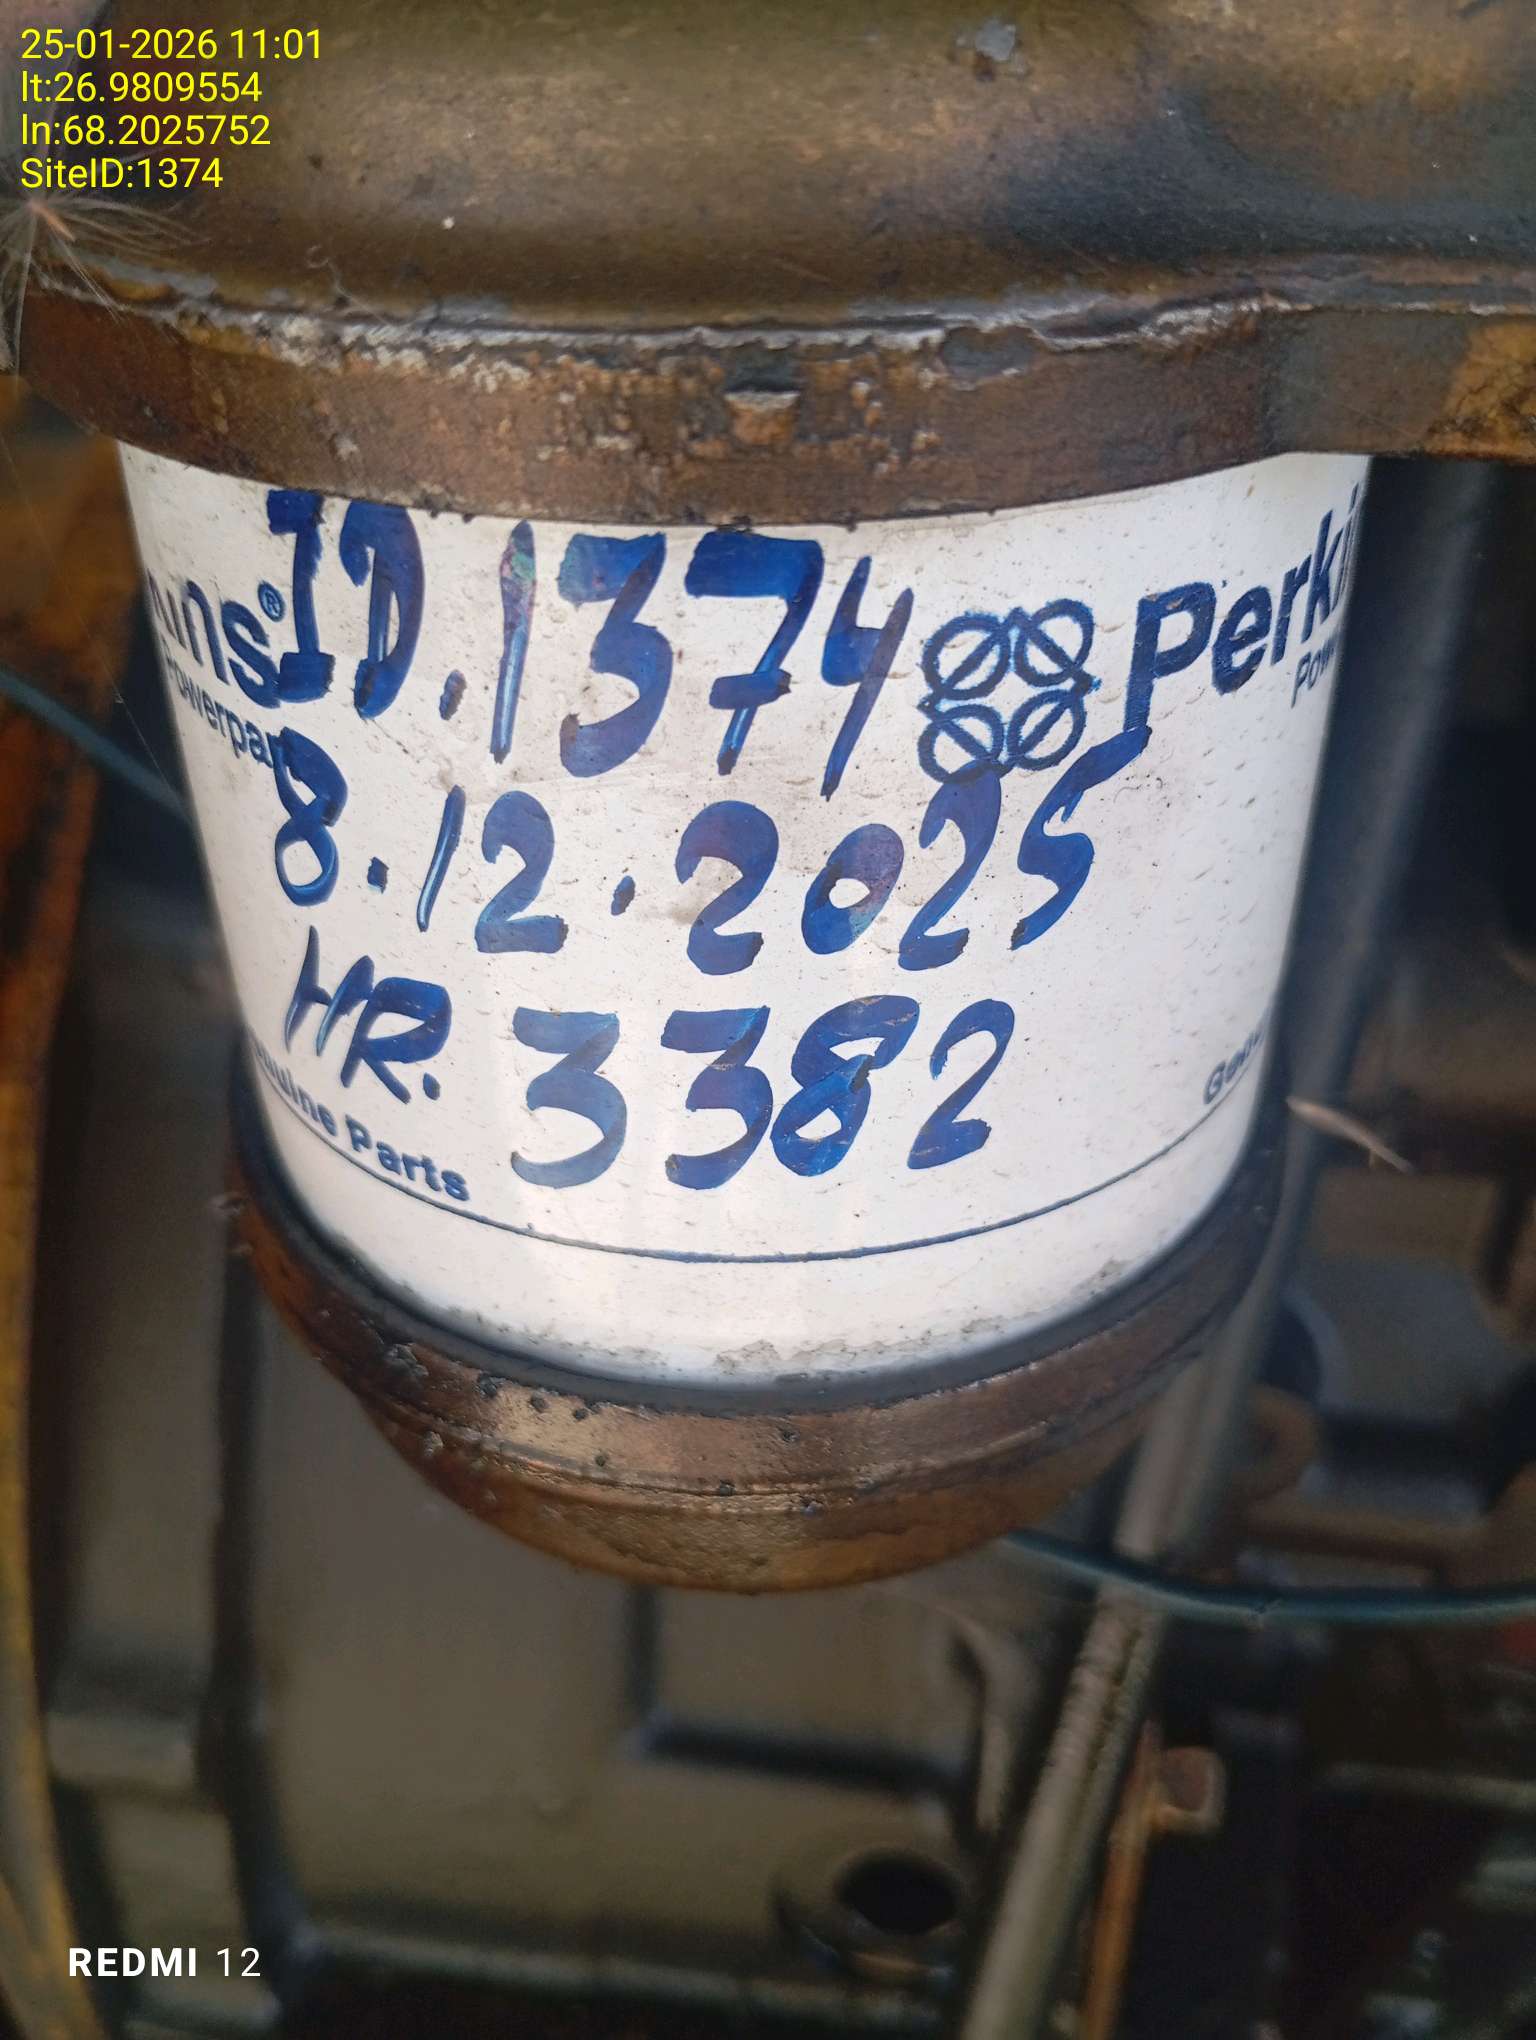 25-01-2026 11:01
lt:26.9809554
ln:68.2025752
SiteID:1374
ID.1374
Perki
8.12.2025
HR. 3382
Parts
REDMI 12